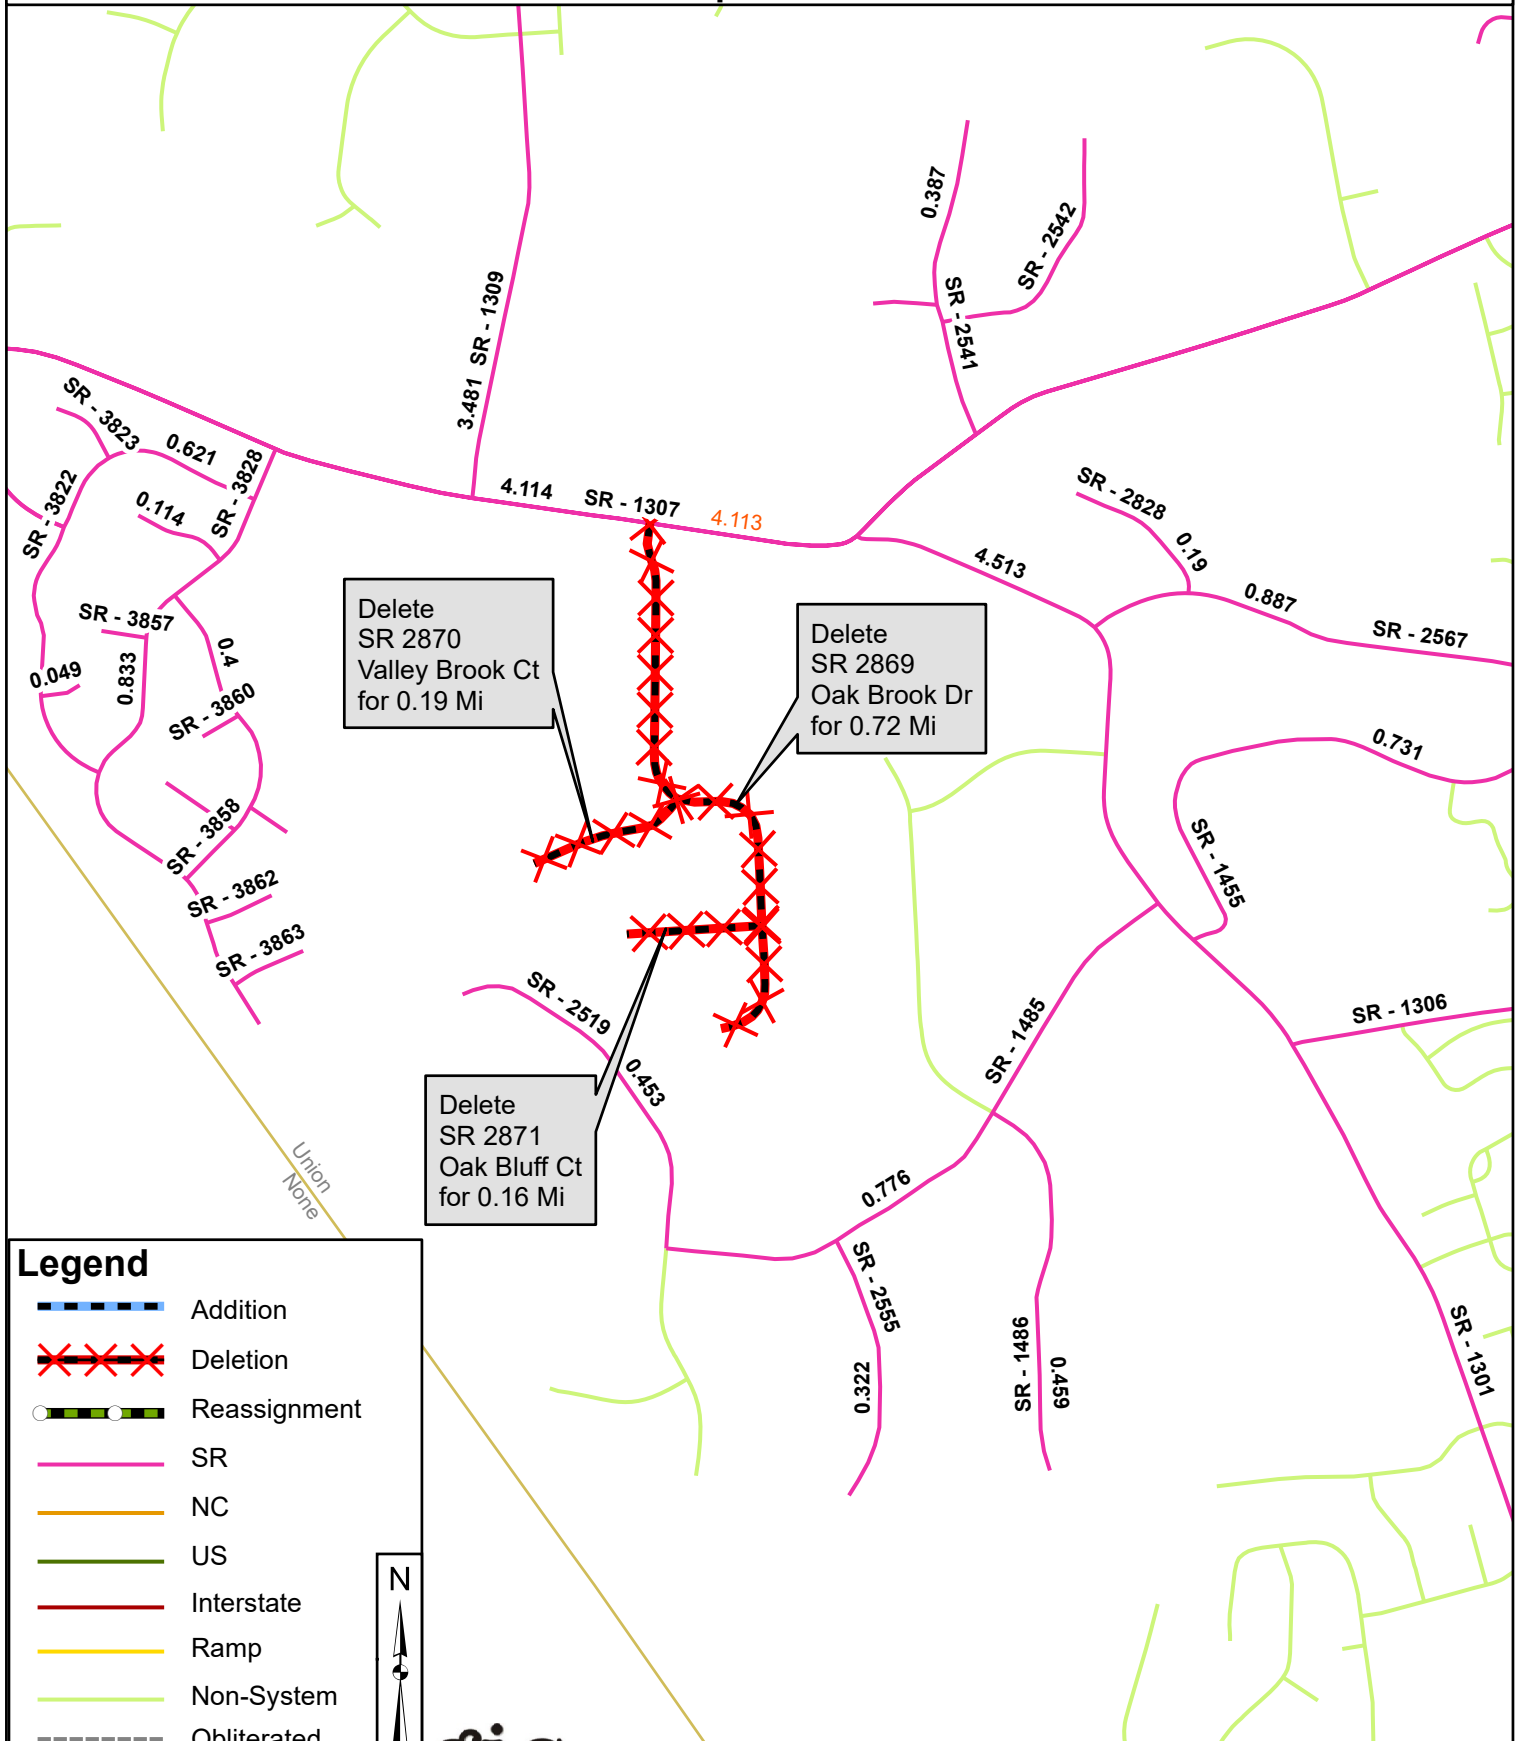 0.387
SR - 2542
SR - 2541
3.481 SR - 1309
SR - 3823
0.621
SR - 3828
SR - 3822
0.114
4.114
SR - 1307
4.113
SR - 2828
0.19
4.513
0.887
SR - 2567
Delete
SR 2870
Valley Brook Ct
for 0.19 Mi
Delete
SR 2869
Oak Brook Dr
for 0.72 Mi
SR - 3857
0.4
0.049
0.833
SR - 3860
0.731
SR - 3858
SR - 1455
SR - 3862
SR - 3863
SR - 2519
0.453
SR - 1485
SR - 1306
Delete
SR 2871
Oak Bluff Ct
for 0.16 Mi
Union
None
0.776
SR - 2555
0.322
SR - 1486
0.459
SR - 1301
Legend
Addition
Deletion
Reassignment
SR
NC
US
Interstate
Ramp
Non-System
Obliterated
N